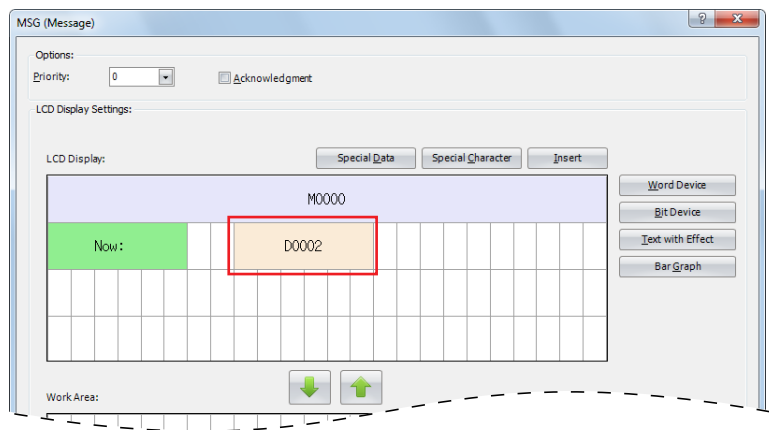 MSG (Message)
Options:
Priority: 0 Acknowledgment
LCD Display Settings:
LCD Display: Special Data Special Character Insert
M0000 Word Device
Bit Device
Now: D0002 Text with Effect
Bar Graph
Work Area: